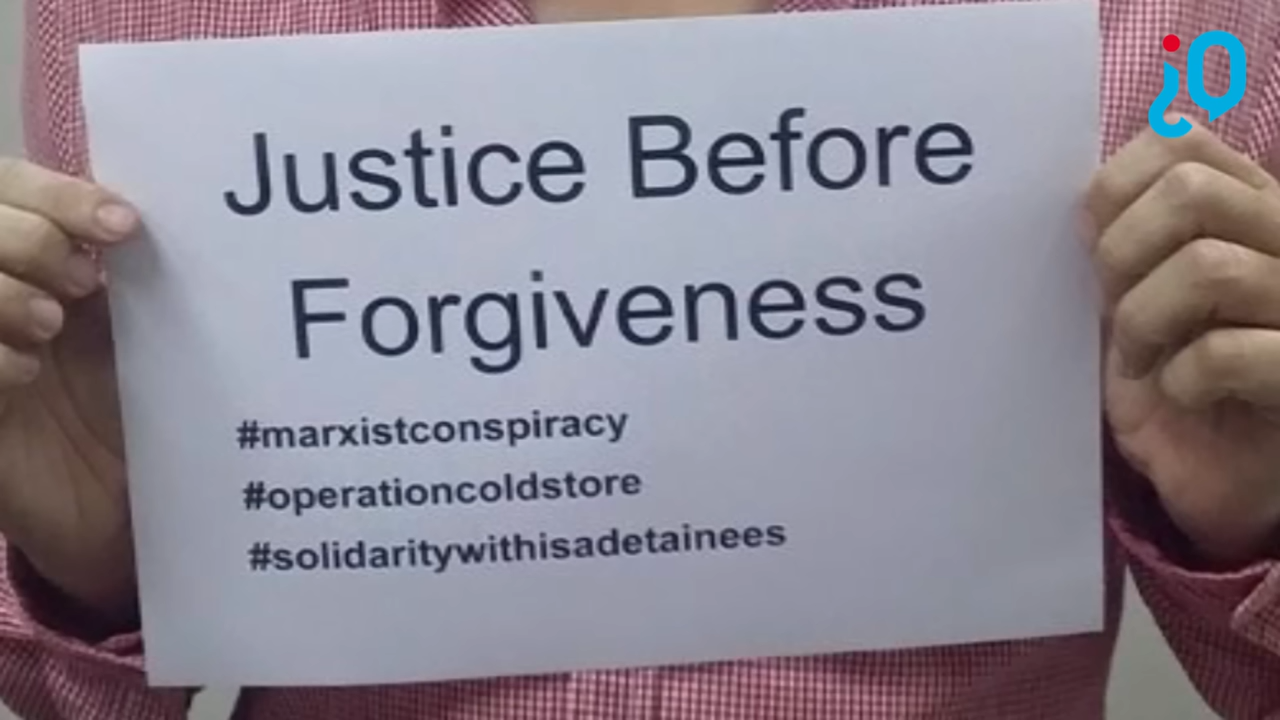 Justice Before
Forgiveness
#marxistconspiracy
#operationcoldstore
#solidaritywithisadetainees